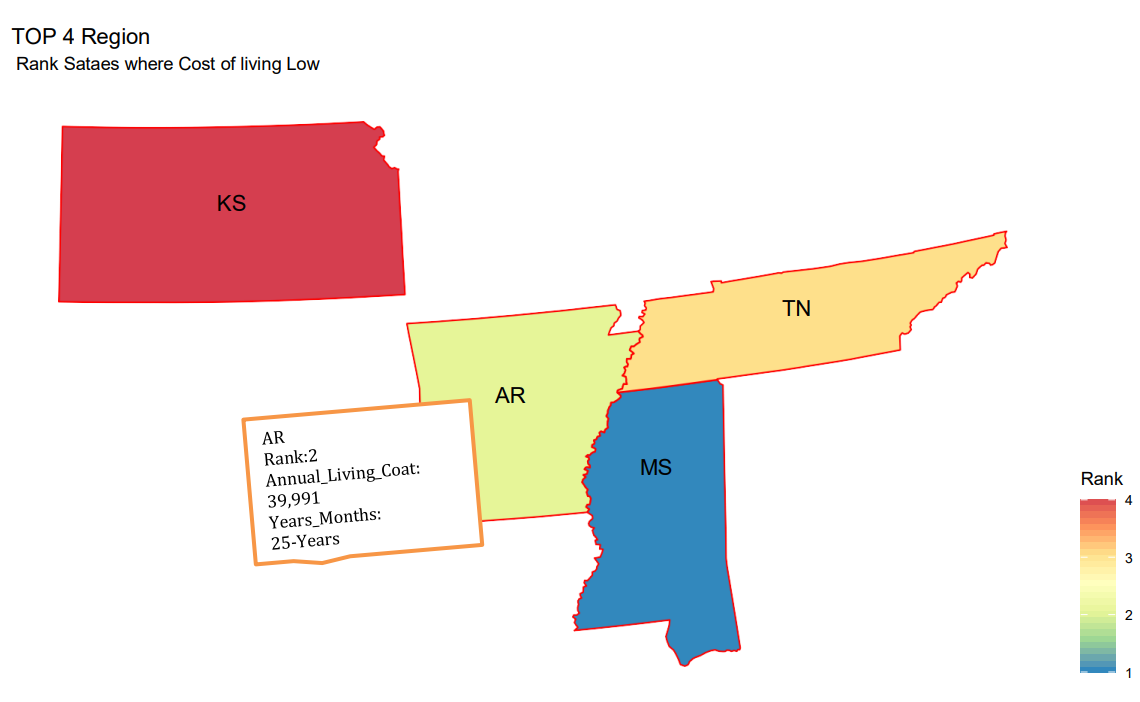 TOP 4 Region
Rank Sataes where Cost of living Low
KS
TN
AR
MS
AR
Rank:2
Annual_Living_Coat:
39,991
Years_Months:
25-Years
Rank
4
3
2
1